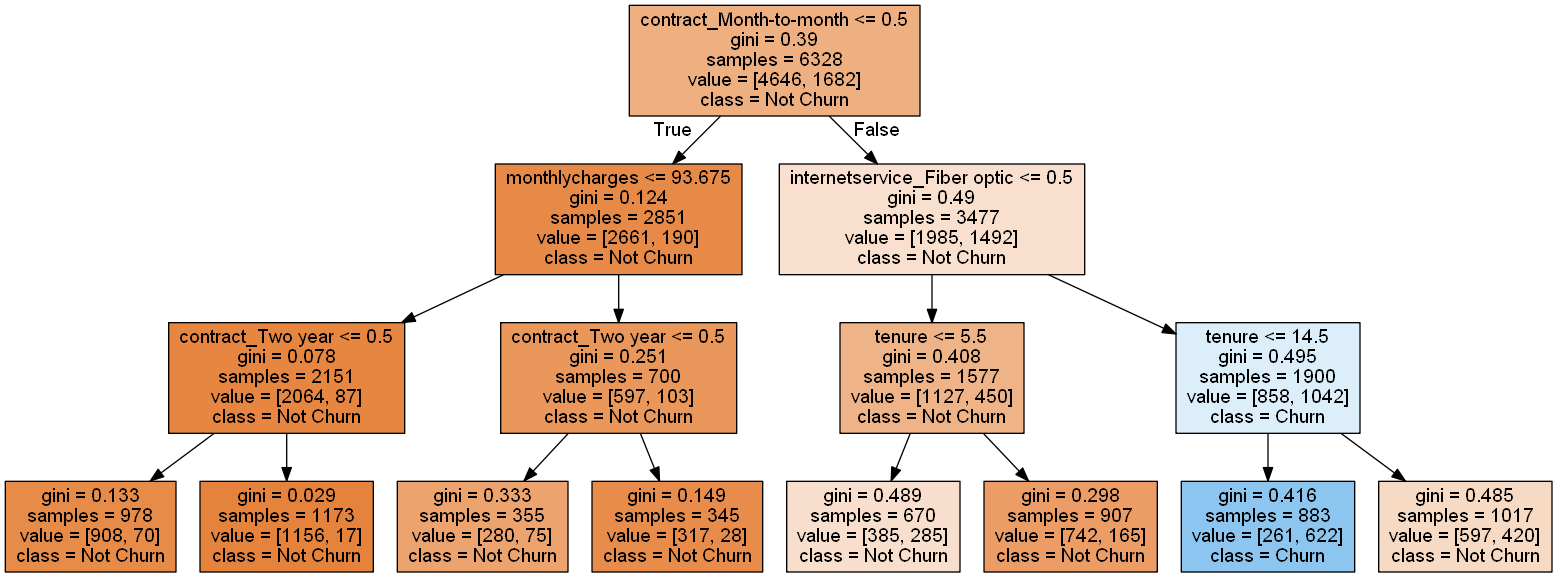 contract_Month-to-month <= 0.5
gini = 0.39
samples = 6328
value = [4646, 1682]
class = Not Churn
True
False
monthlycharges <= 93.675
gini = 0.124
samples = 2851
value = [2661, 190]
class = Not Churn
internetservice_Fiber optic <= 0.5
gini = 0.49
samples = 3477
value = [1985, 1492]
class = Not Churn
contract_Two year <= 0.5
gini = 0.078
samples = 2151
value = [2064, 87]
class = Not Churn
contract_Two year <= 0.5
gini = 0.251
samples = 700
value = [597, 103]
class = Not Churn
tenure <= 5.5
gini = 0.408
samples = 1577
value = [1127, 450]
class = Not Churn
tenure <= 14.5
gini = 0.495
samples = 1900
value = [858, 1042]
class = Churn
gini = 0.133
samples = 978
value = [908, 70]
class = Not Churn
gini = 0.029
samples = 1173
value = [1156, 17]
class = Not Churn
gini = 0.333
samples = 355
value = [280, 75]
class = Not Churn
gini = 0.149
samples = 345
value = [317, 28]
class = Not Churn
gini = 0.489
samples = 670
value = [385, 285]
class = Not Churn
gini = 0.298
samples = 907
value = [742, 165]
class = Not Churn
gini = 0.416
samples = 883
value = [261, 622]
class = Churn
gini = 0.485
samples = 1017
value = [597, 420]
class = Not Churn